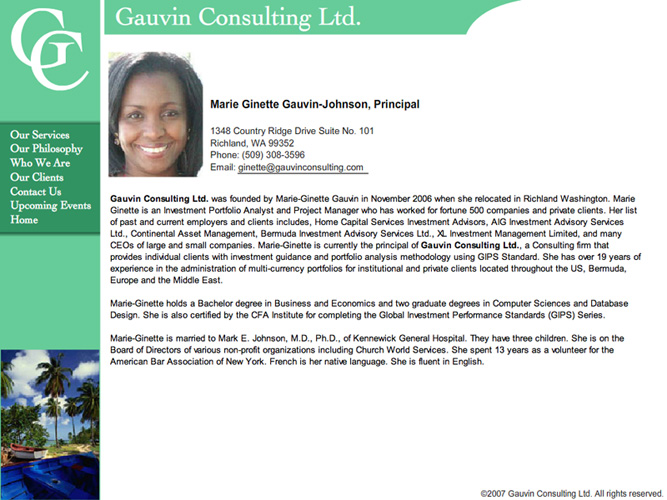 GC
Gauvin Consulting Ltd.
Our Services
Our Philosophy
Who We Are
Our Clients
Contact Us
Upcoming Events
Home
Marie Ginette Gauvin-Johnson, Principal
1348 Country Ridge Drive Suite No. 101
Richland, WA 99352
Phone: (509) 308-3596
Email: ginette@gauvinconsulting.com
Gauvin Consulting Ltd. was founded by Marie-Ginette Gauvin in November 2006 when she relocated in Richland Washington. Marie
Ginette is an Investment Portfolio Analyst and Project Manager who has worked for fortune 500 companies and private clients. Her list
of past and current employers and clients includes, Home Capital Services Investment Advisors, AIG Investment Advisory Services
Ltd., Continental Asset Management, Bermuda Investment Advisory Services Ltd., XL Investment Management Limited, and many
CEOs of large and small companies. Marie-Ginette is currently the principal of Gauvin Consulting Ltd., a Consulting firm that
provides individual clients with investment guidance and portfolio analysis methodology using GIPS Standard. She has over 19 years of
experience in the administration of multi-currency portfolios for institutional and private clients located throughout the US, Bermuda,
Europe and the Middle East.
Marie-Ginette holds a Bachelor degree in Business and Economics and two graduate degrees in Computer Sciences and Database
Design. She is also certified by the CFA Institute for completing the Global Investment Performance Standards (GIPS) Series.
Marie-Ginette is married to Mark E. Johnson, M.D., Ph.D., of Kennewick General Hospital. They have three children. She is on the
Board of Directors of various non-profit organizations including Church World Services. She spent 13 years as a volunteer for the
American Bar Association of New York. French is her native language. She is fluent in English.
©2007 Gauvin Consulting Ltd. All rights reserved.